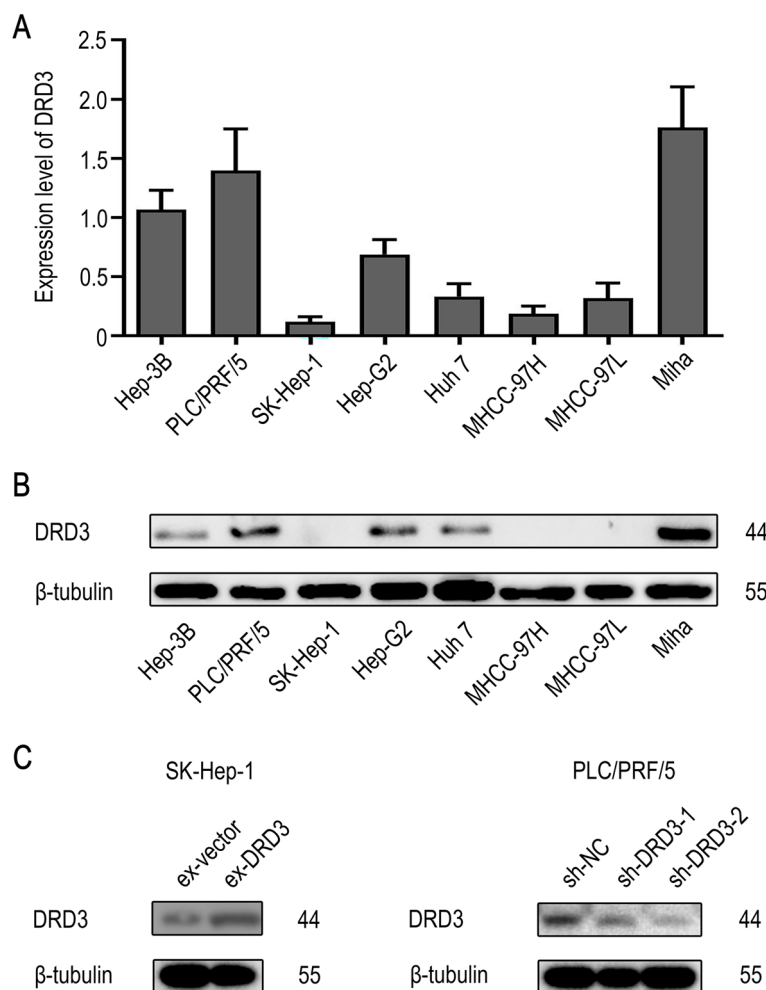 A
Expression level of DRD3
2.5
2.0
1.5
1.0
0.5
0
Hep-3B
PLC/PRF/5
SK-Hep-1
Hep-G2
Huh 7
MHCC-97H
MHCC-97L
Miha
B
DRD3 44
β-tubulin 55
Hep-3B
PLC/PRF/5
SK-Hep-1
Hep-G2
Huh 7
MHCC-97H
MHCC-97L
Miha
C
SK-Hep-1
ex-vector
ex-DRD3
DRD3 44
β-tubulin 55
PLC/PRF/5
sh-NC
sh-DRD3-1
sh-DRD3-2
DRD3 44
β-tubulin 55